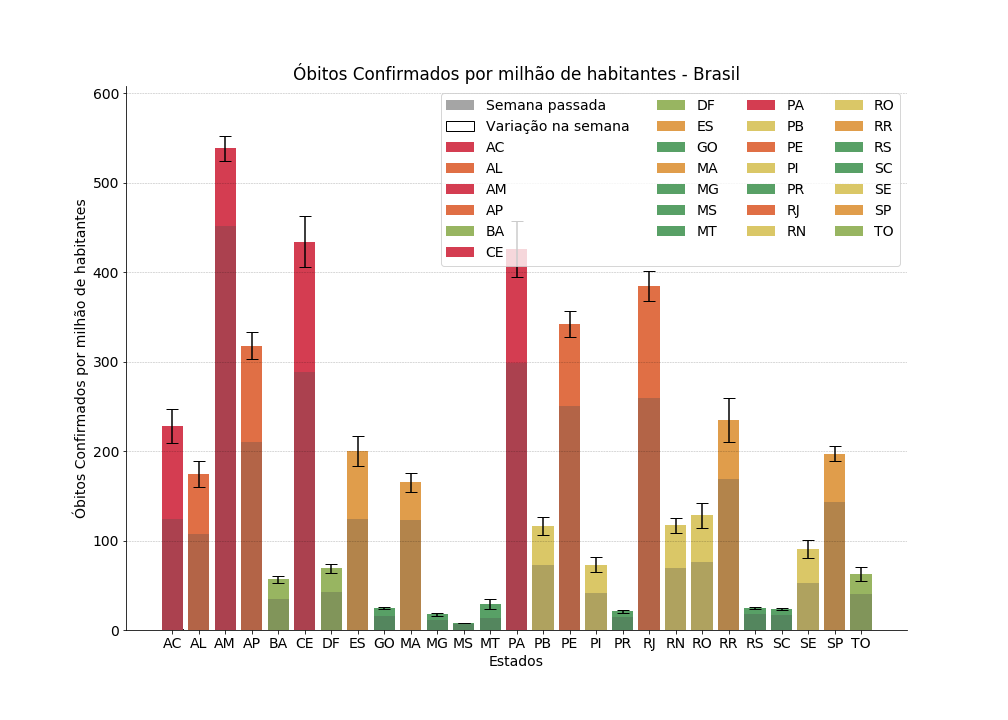 Óbitos Confirmados por milhão de habitantes - Brasil
Óbitos Confirmados por milhão de habitantes
600
500
400
300
200
100
0
Semana passada
Variação na semana
AC
AL
AM
AP
BA
CE
DF
ES
GO
MA
MG
MS
MT
PA
PB
PE
PI
PR
RJ
RN
RO
RR
RS
SC
SE
SP
TO
AC AL AM AP BA CE DF ES GO MA MG MS MT PA PB PE PI PR RJ RN RO RR RS SC SE SP TO
Estados